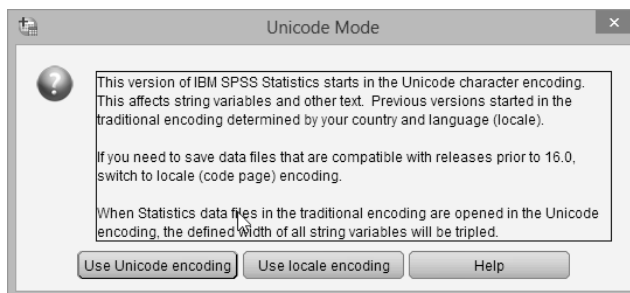 Unicode Mode
This version of IBM SPSS Statistics starts in the Unicode character encoding.
This affects string variables and other text. Previous versions started in the
traditional encoding determined by your country and language (locale).
If you need to save data files that are compatible with releases prior to 16.0,
switch to locale (code page) encoding.
When Statistics data files in the traditional encoding are opened in the Unicode
encoding, the defined width of all string variables will be tripled.
Use Unicode encoding Use locale encoding Help